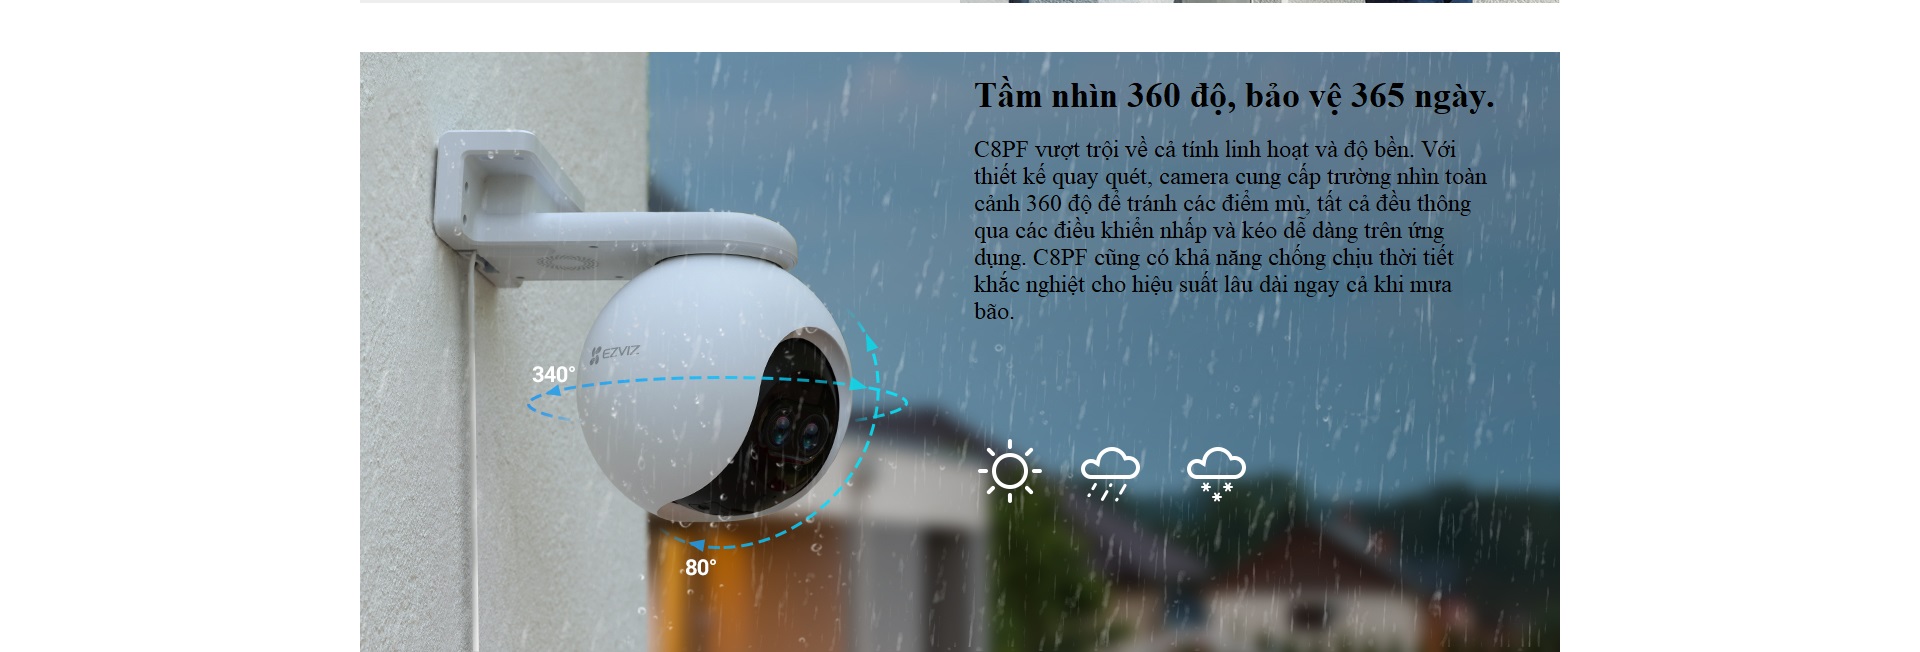 Tầm nhìn 360 độ, bảo vệ 365 ngày.
C8PF vượt trội về cả tính linh hoạt và độ bền. Với
thiết kế quay quét, camera cung cấp trường nhìn toàn
cảnh 360 độ để tránh các điểm mù, tất cả đều thông
qua các điều khiển nhấp và kéo dễ dàng trên ứng
dụng. C8PF cũng có khả năng chống chịu thời tiết
khắc nghiệt cho hiệu suất lâu dài ngay cả khi mưa
bão.
EZVIZ
340°
80°